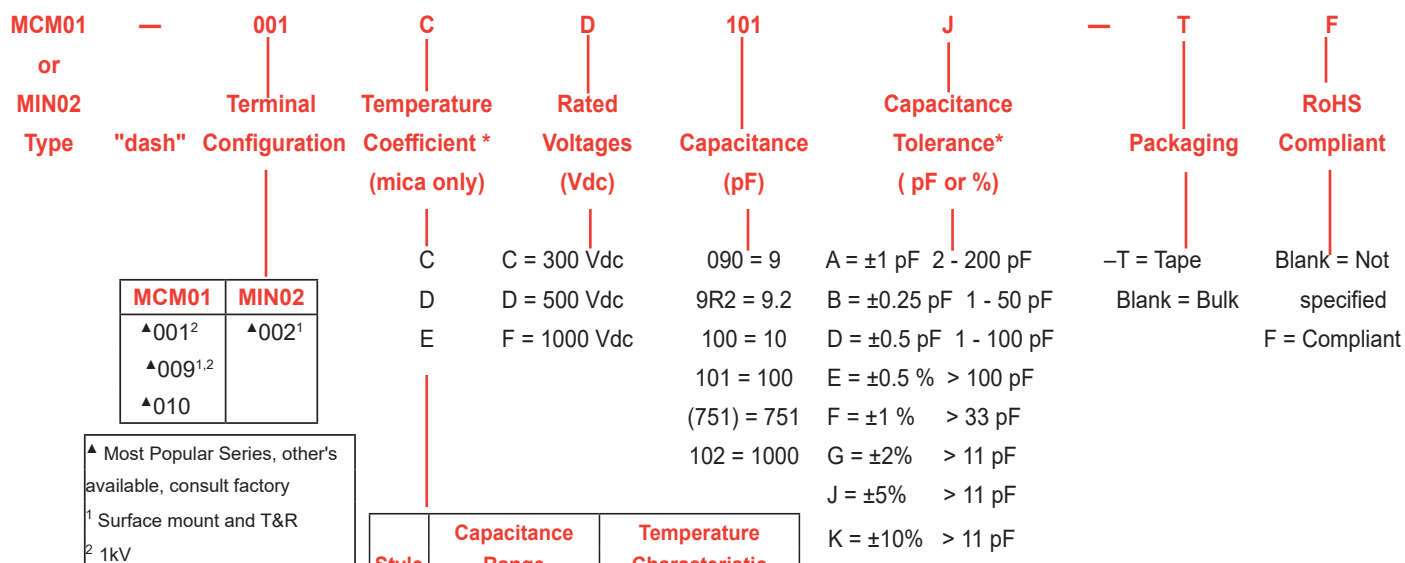 MCM01 — 001 C D 101 J — T F
or
MIN02 Terminal Temperature Rated Capacitance RoHS
Type "dash" Configuration Coefficient * Voltages Capacitance Tolerance* Packaging Compliant
(mica only) (Vdc) (pF) ( pF or %)
C C = 300 Vdc 090 = 9 A = ±1 pF 2 - 200 pF –T = Tape Blank = Not
MCM01 MIN02 D D = 500 Vdc 9R2 = 9.2 B = ±0.25 pF 1 - 50 pF Blank = Bulk specified
▲001² ▲002¹ E F = 1000 Vdc 100 = 10 D = ±0.5 pF 1 - 100 pF F = Compliant
▲009¹,² 101 = 100 E = ±0.5 % > 100 pF
▲010 (751) = 751 F = ±1 % > 33 pF
▲ Most Popular Series, other's 102 = 1000 G = ±2% > 11 pF
available, consult factory J = ±5% > 11 pF
¹ Surface mount and T&R Capacitance Temperature K = ±10% > 11 pF
² 1kV Style Range Characteristic